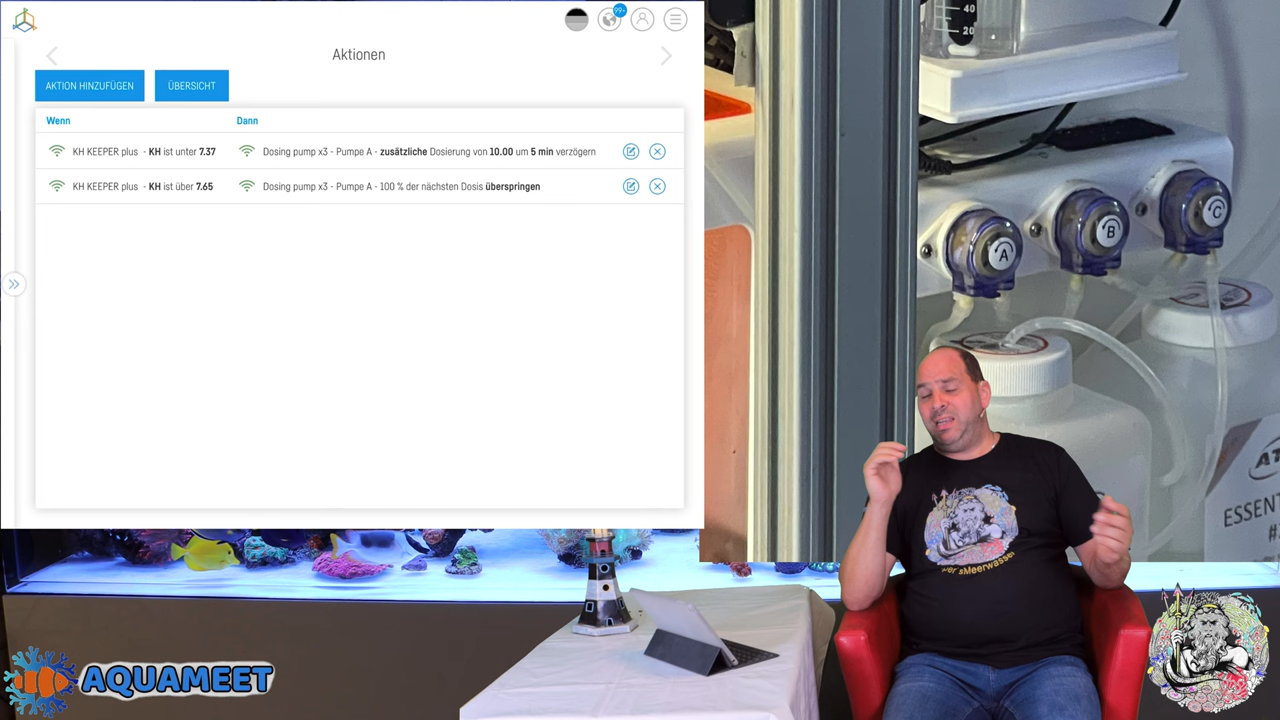 99+
Aktionen
AKTION HINZUFÜGEN
ÜBERSICHT
Wenn
Dann
KH KEEPER plus - KH ist unter 7.37
Dosing pump x3 - Pumpe A - zusätzliche Dosierung von 10.00 um 5 min verzögern
KH KEEPER plus - KH ist über 7.65
Dosing pump x3 - Pumpe A - 100 % der nächsten Dosis überspringen
40
20
A
B
C
ESSENT
AQUAMEET